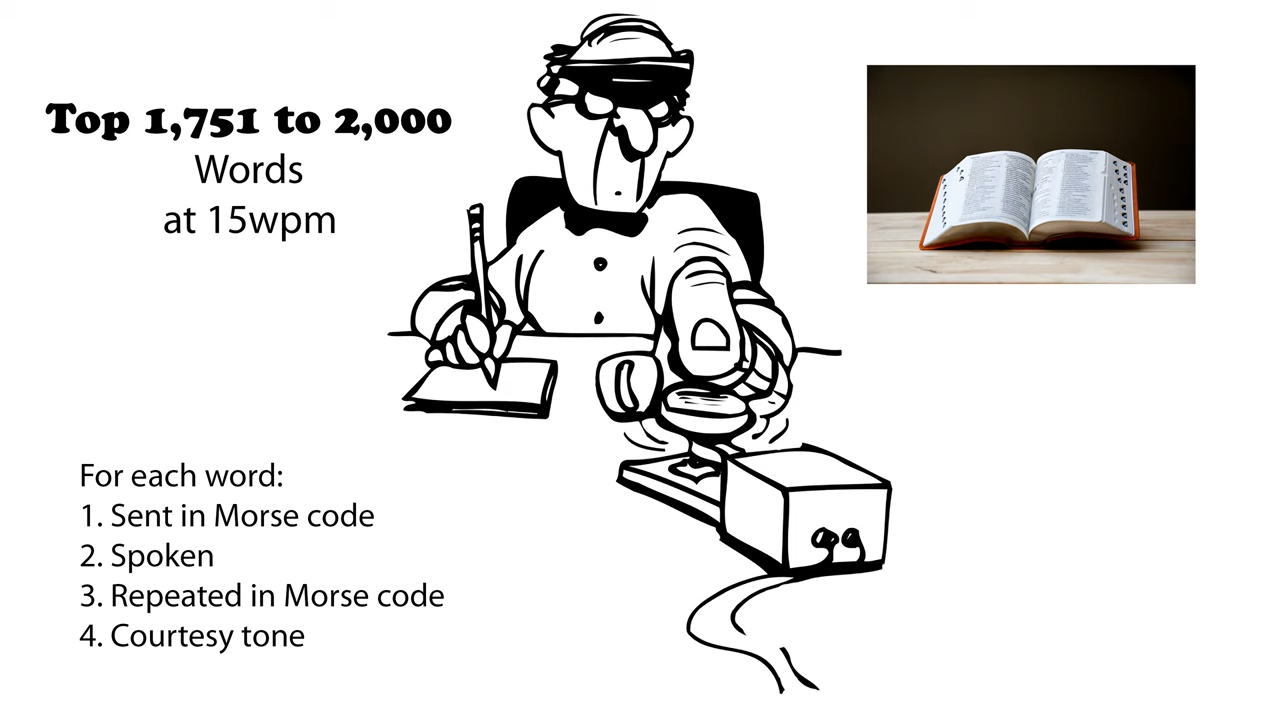 Top 1,751 to 2,000
Words
at 15wpm
For each word:
1. Sent in Morse code
2. Spoken
3. Repeated in Morse code
4. Courtesy tone